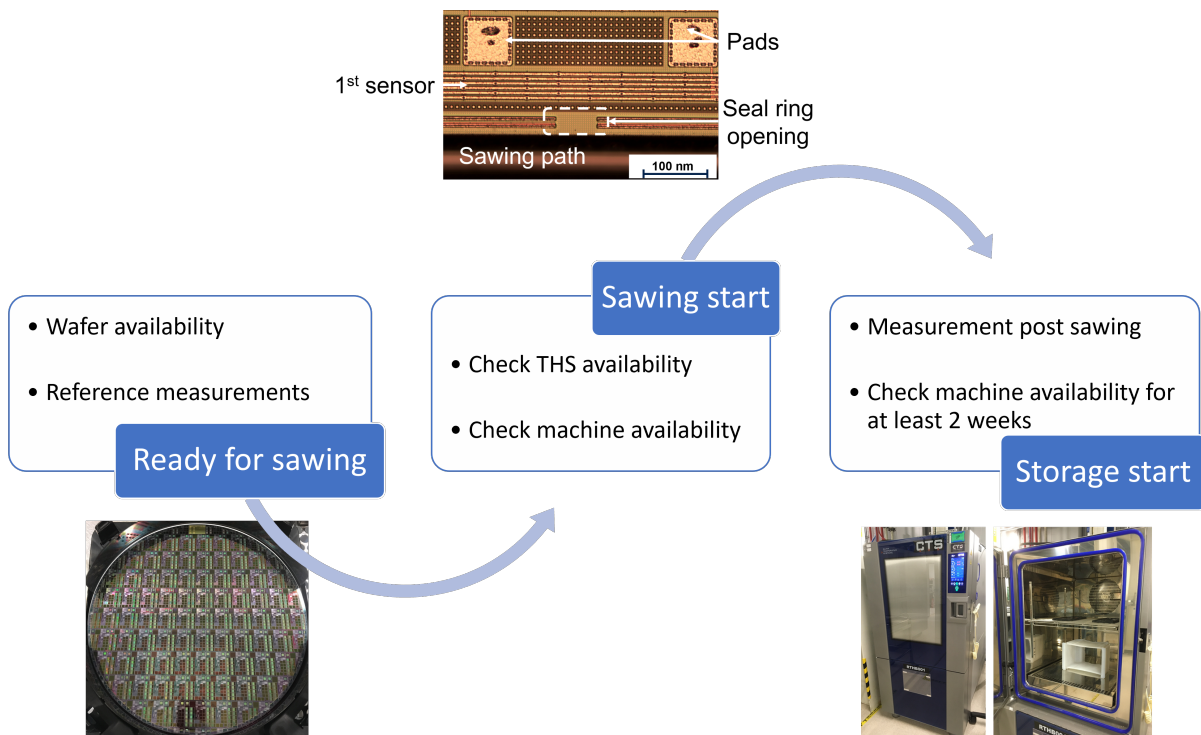 Pads
1st sensor
Seal ring
opening
Sawing path
100 nm
Sawing start
• Wafer availability
• Reference measurements
Ready for sawing
• Check THS availability
• Check machine availability
• Measurement post sawing
• Check machine availability for
at least 2 weeks
Storage start
CTS
CTS